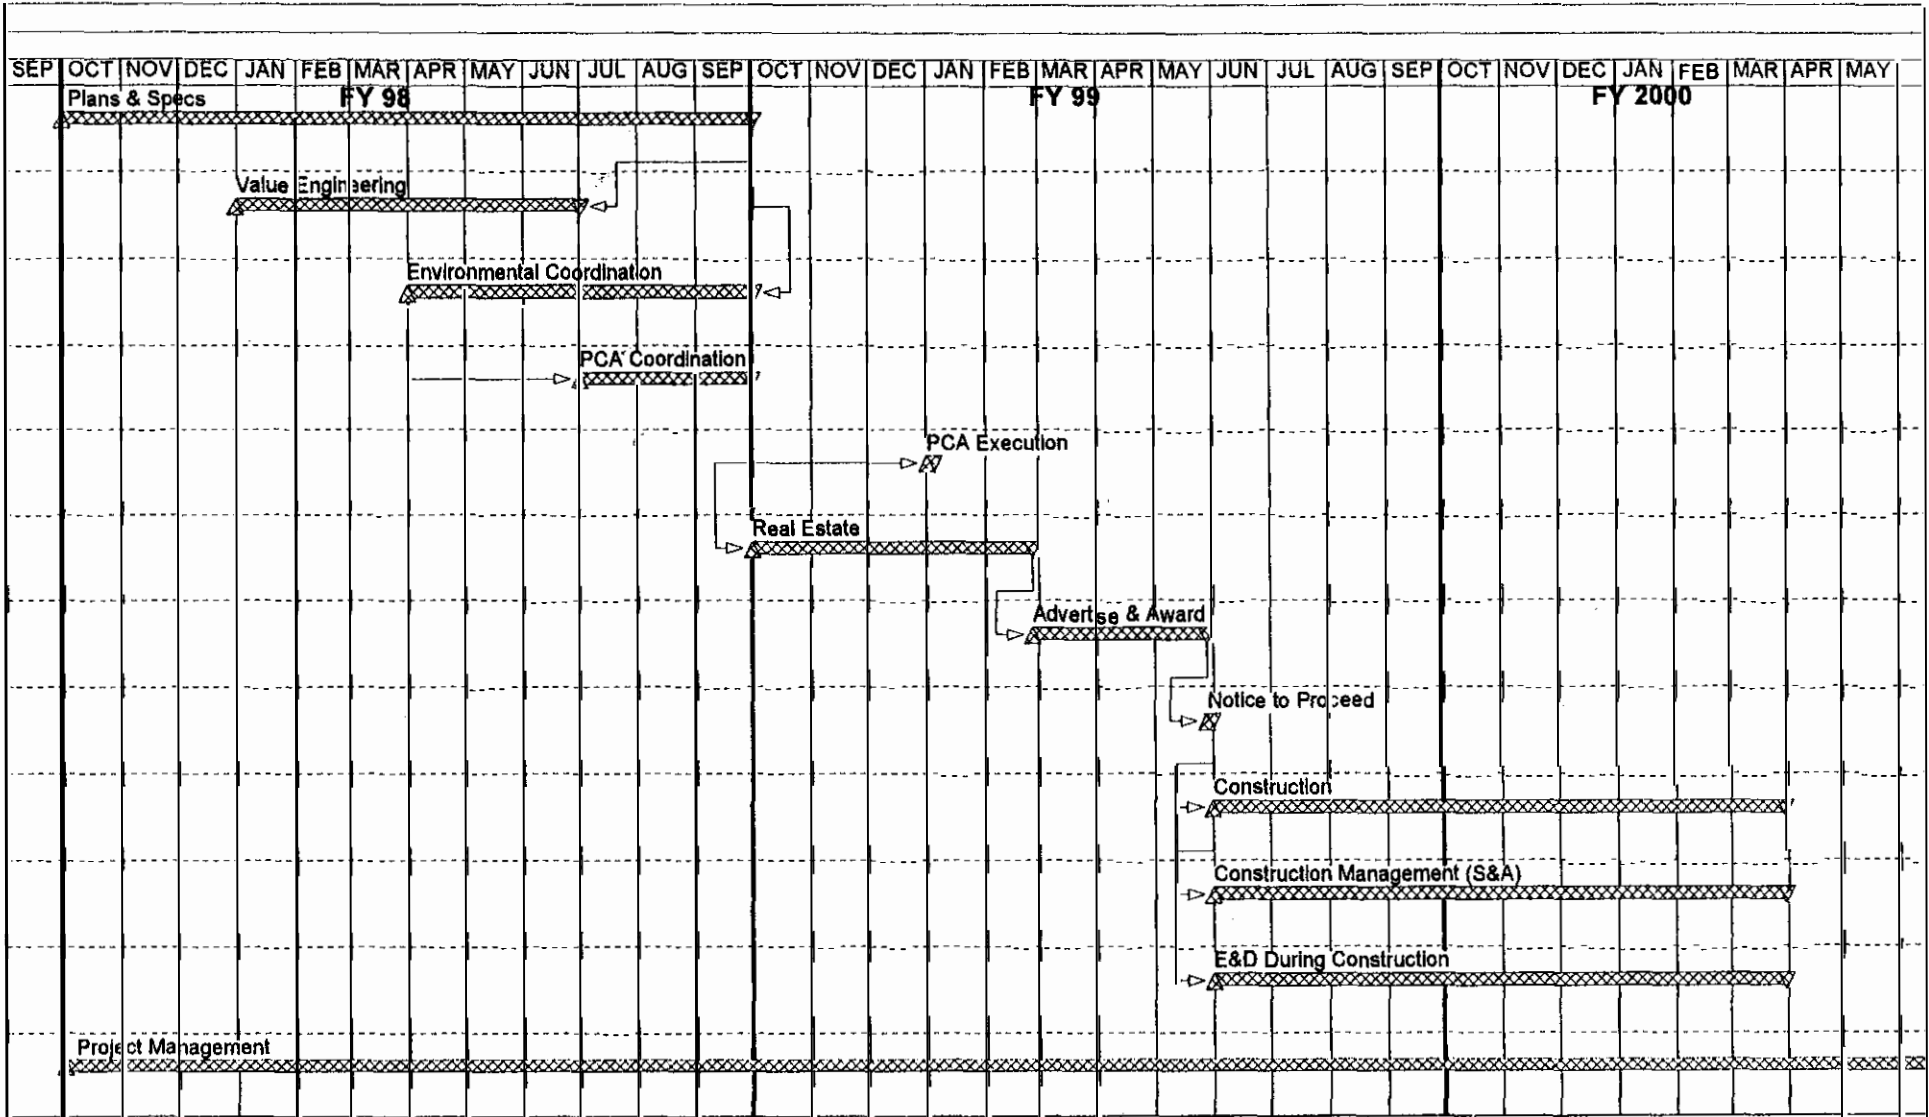 SEP OCT NOV DEC JAN FEB MAR APR MAY JUN JUL AUG SEP OCT NOV DEC JAN FEB MAR APR MAY JUN JUL AUG SEP OCT NOV DEC JAN FEB MAR APR MAY
FY 98 FY 99 FY 2000
Plans & Specs
Value Engineering
Environmental Coordination
PCA Coordination
PCA Execution
Real Estate
Advertise & Award
Notice to Proceed
Construction
Construction Management (S&A)
E&D During Construction
Project Management